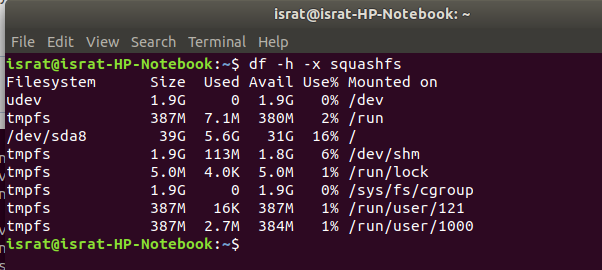 israt@israt-HP-Notebook: ~
File Edit View Search Terminal Help
israt@israt-HP-Notebook:~$ df -h -x squashfs
Filesystem      Size  Used Avail Use% Mounted on
udev            1.9G     0  1.9G   0% /dev
tmpfs           387M  7.1M  380M   2% /run
/dev/sda8        39G  5.6G   31G  16% /
tmpfs           1.9G  113M  1.8G   6% /dev/shm
tmpfs           5.0M  4.0K  5.0M   1% /run/lock
tmpfs           1.9G     0  1.9G   0% /sys/fs/cgroup
tmpfs           387M   16K  387M   1% /run/user/121
tmpfs           387M  2.7M  384M   1% /run/user/1000
israt@israt-HP-Notebook:~$